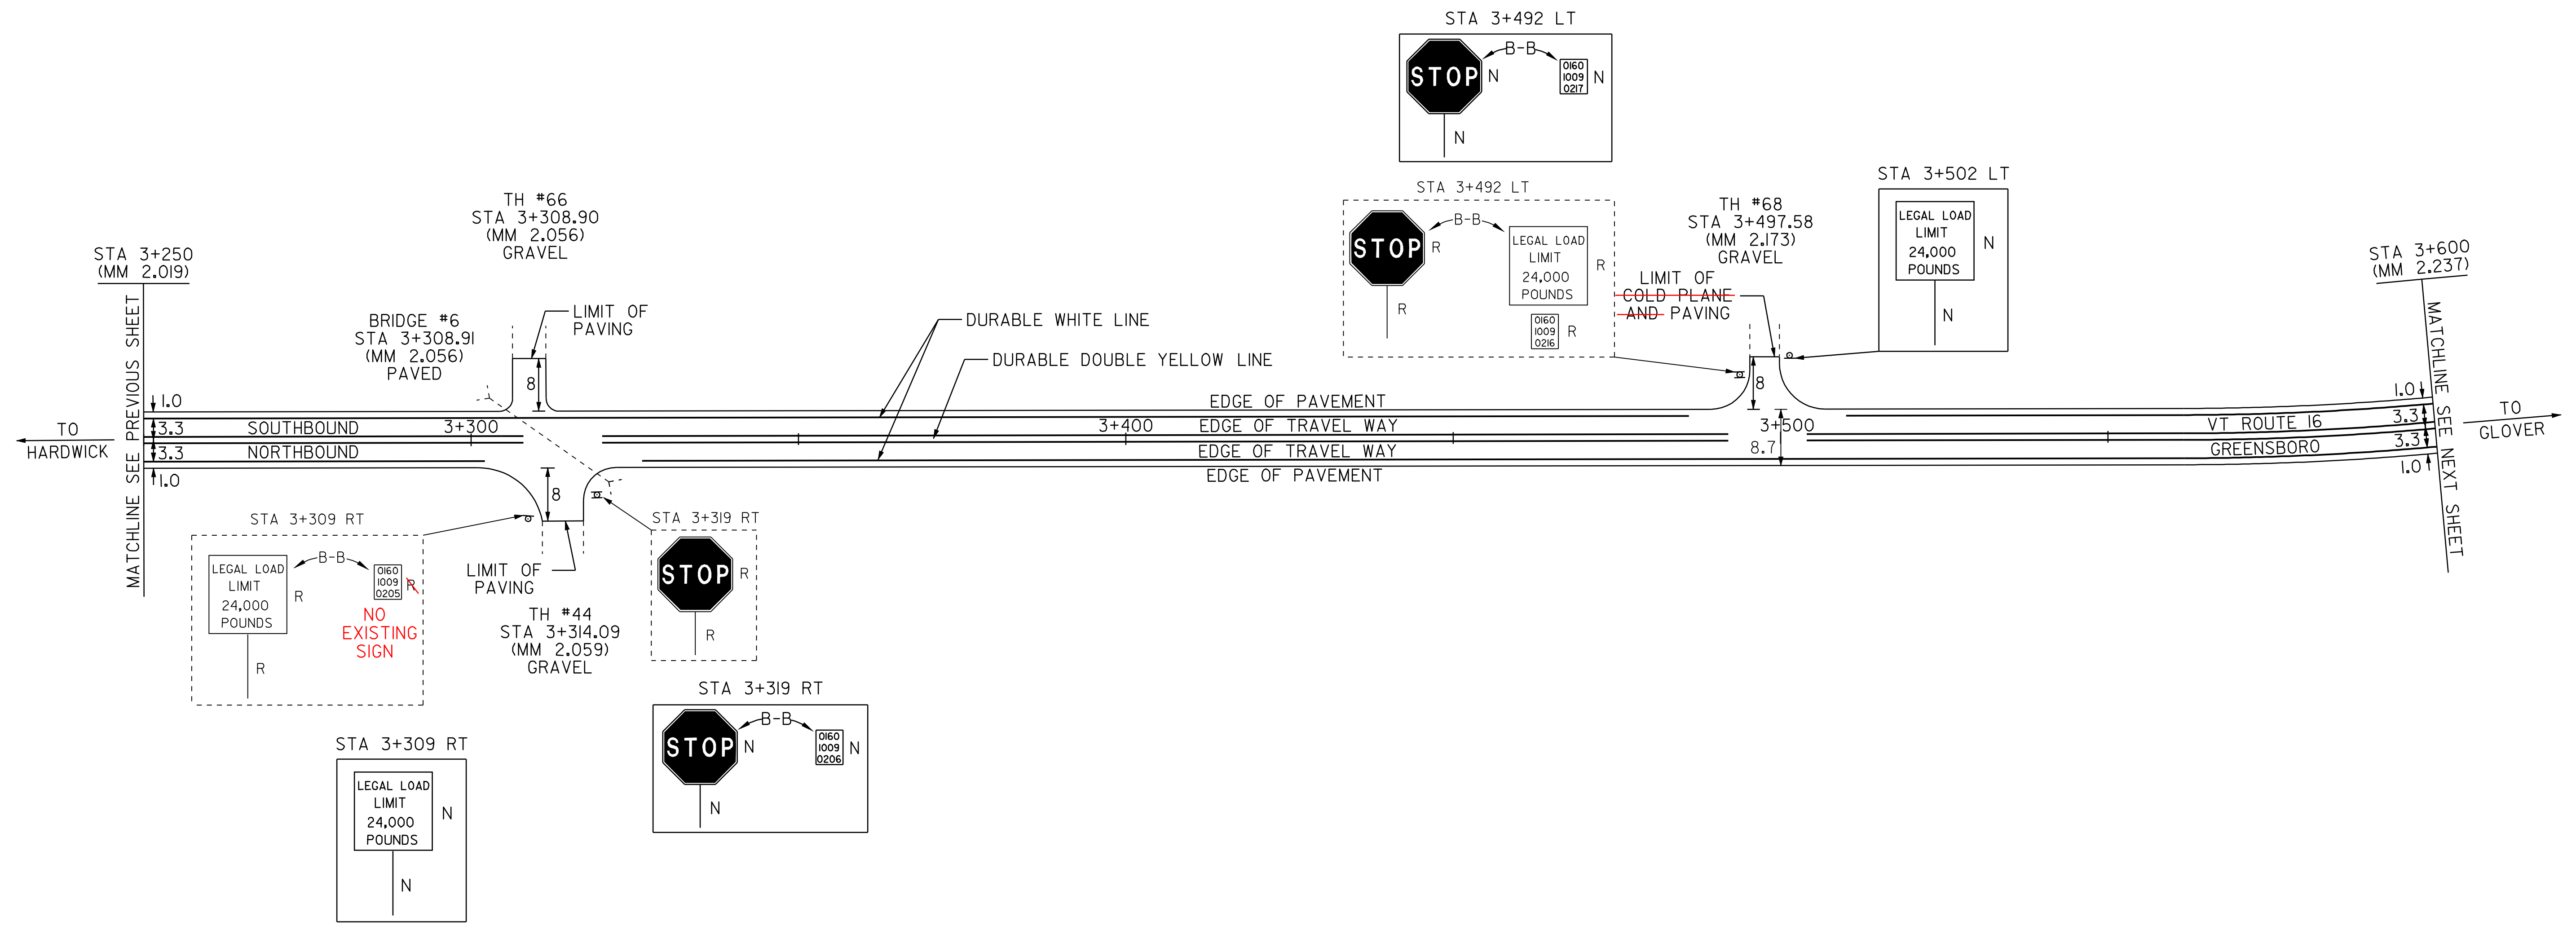 STA 3+492 LT
STOP
N
B-B
0160
1009
0217
N
N
STA 3+492 LT
STOP
R
B-B
LEGAL LOAD
LIMIT
24,000
POUNDS
R
R
0160
1009
0216
R
TH #68
STA 3+497.58
(MM 2.173)
GRAVEL
LIMIT OF
COLD PLANE
AND PAVING
STA 3+502 LT
LEGAL LOAD
LIMIT
24,000
POUNDS
N
N
STA 3+600
(MM 2.237)
MATCHLINE SEE NEXT SHEET
TH #66
STA 3+308.90
(MM 2.056)
GRAVEL
STA 3+250
(MM 2.019)
MATCHLINE SEE PREVIOUS SHEET
BRIDGE #6
STA 3+308.91
(MM 2.056)
PAVED
LIMIT OF
PAVING
8
DURABLE WHITE LINE
DURABLE DOUBLE YELLOW LINE
8
TO
HARDWICK
1.0
3.3
3.3
1.0
SOUTHBOUND
NORTHBOUND
3+300
3+400
EDGE OF PAVEMENT
EDGE OF TRAVEL WAY
EDGE OF TRAVEL WAY
EDGE OF PAVEMENT
3+500
8.7
VT ROUTE 16
GREENSBORO
1.0
3.3
3.3
1.0
TO
GLOVER
8
STA 3+309 RT
LEGAL LOAD
LIMIT
24,000
POUNDS
R
B-B
0160
1009
0205
R
NO
EXISTING
SIGN
R
LIMIT OF
PAVING
TH #44
STA 3+314.09
(MM 2.059)
GRAVEL
STA 3+319 RT
STOP
R
R
STA 3+319 RT
STOP
N
B-B
0160
1009
0206
N
N
STA 3+309 RT
LEGAL LOAD
LIMIT
24,000
POUNDS
N
N